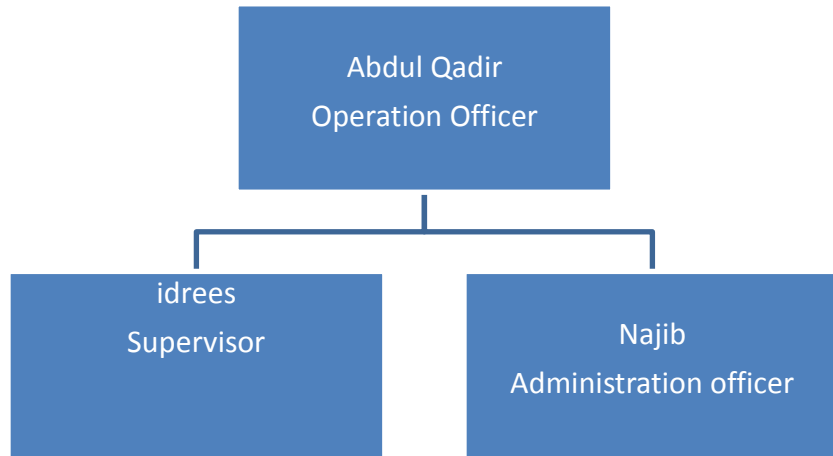 Abdul Qadir
Operation Officer
idrees
Supervisor
Najib
Administration officer